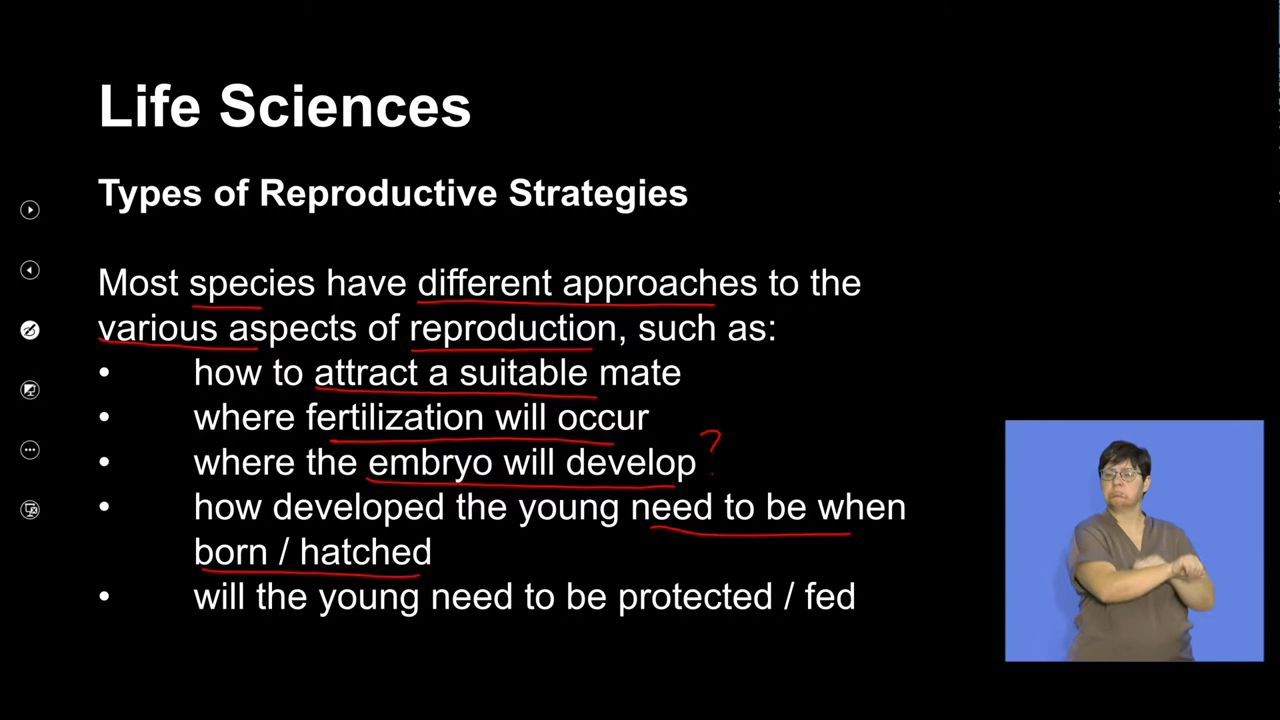 Life Sciences
Types of Reproductive Strategies
Most species have different approaches to the
various aspects of reproduction, such as:
• how to attract a suitable mate
• where fertilization will occur
• where the embryo will develop ?
• how developed the young need to be when
born / hatched
• will the young need to be protected / fed